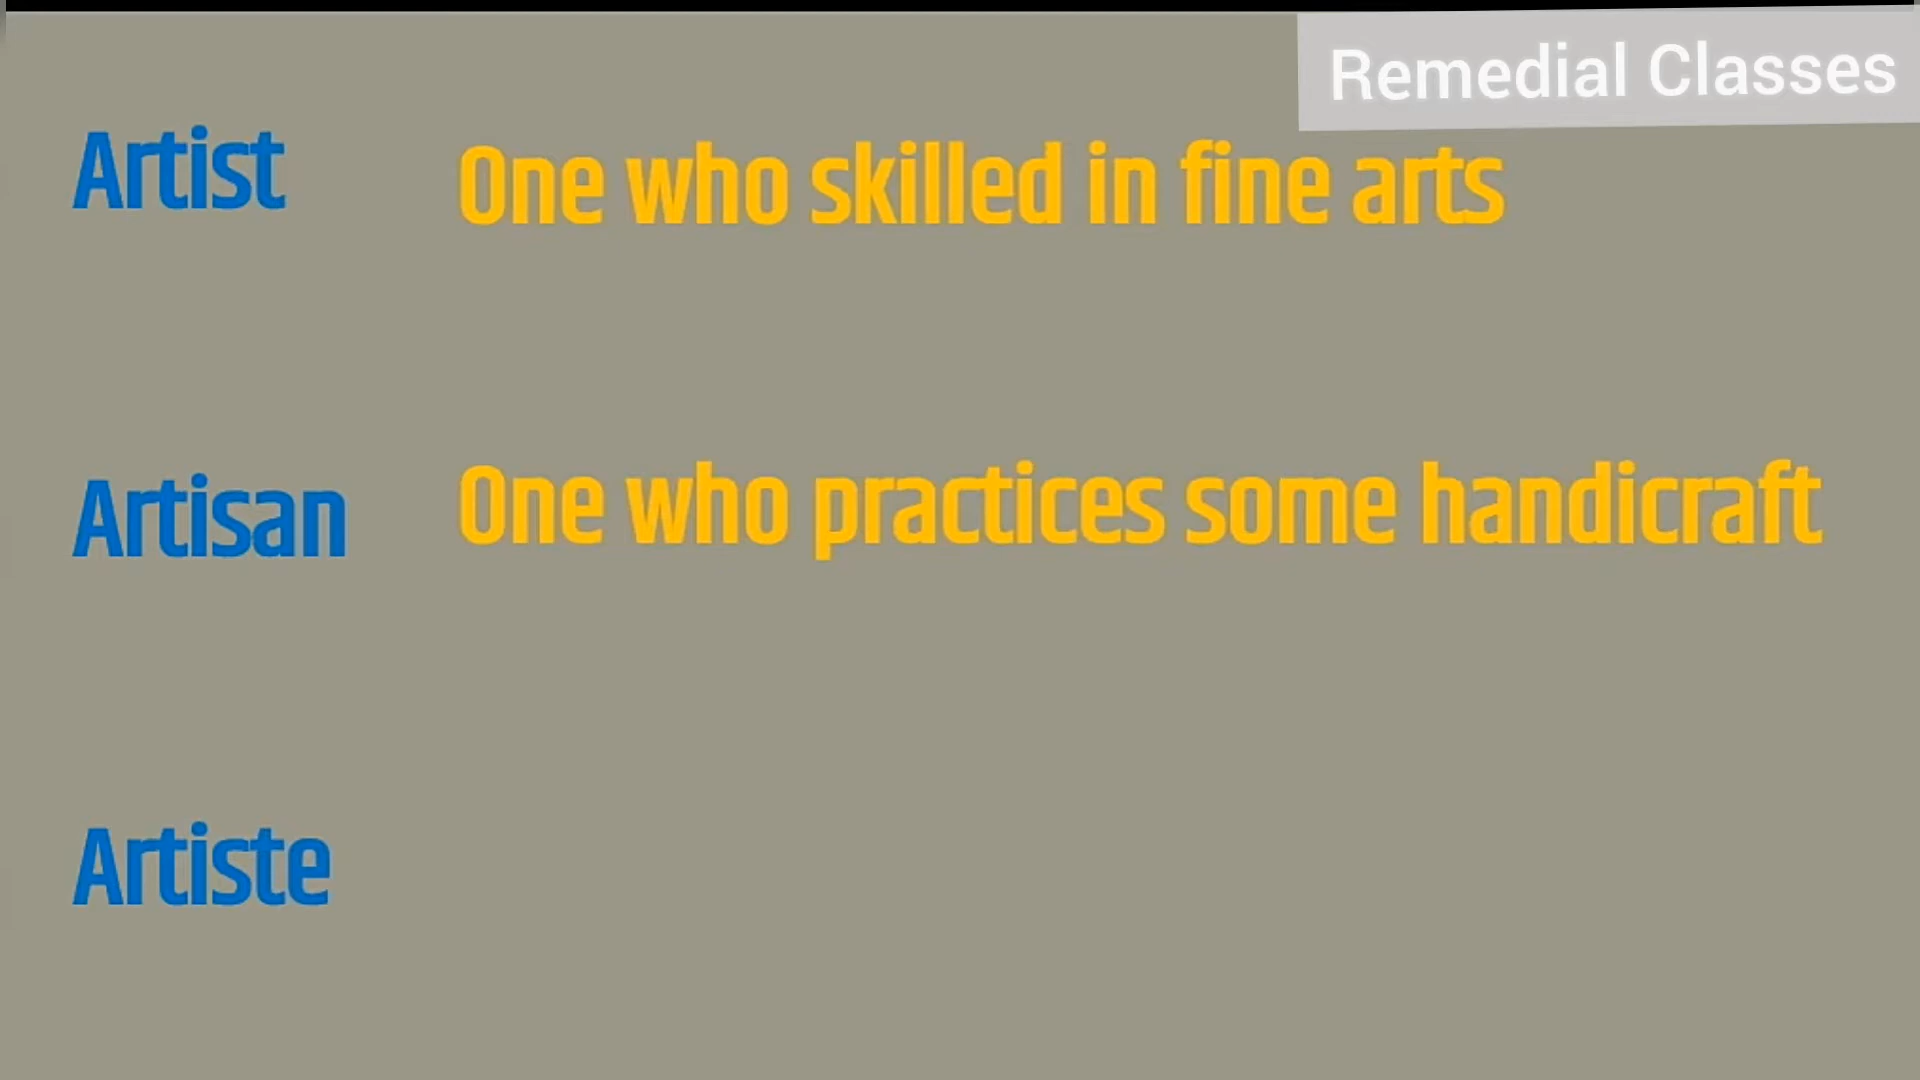 Remedial Classes
Artist One who skilled in fine arts
Artisan One who practices some handicraft
Artiste